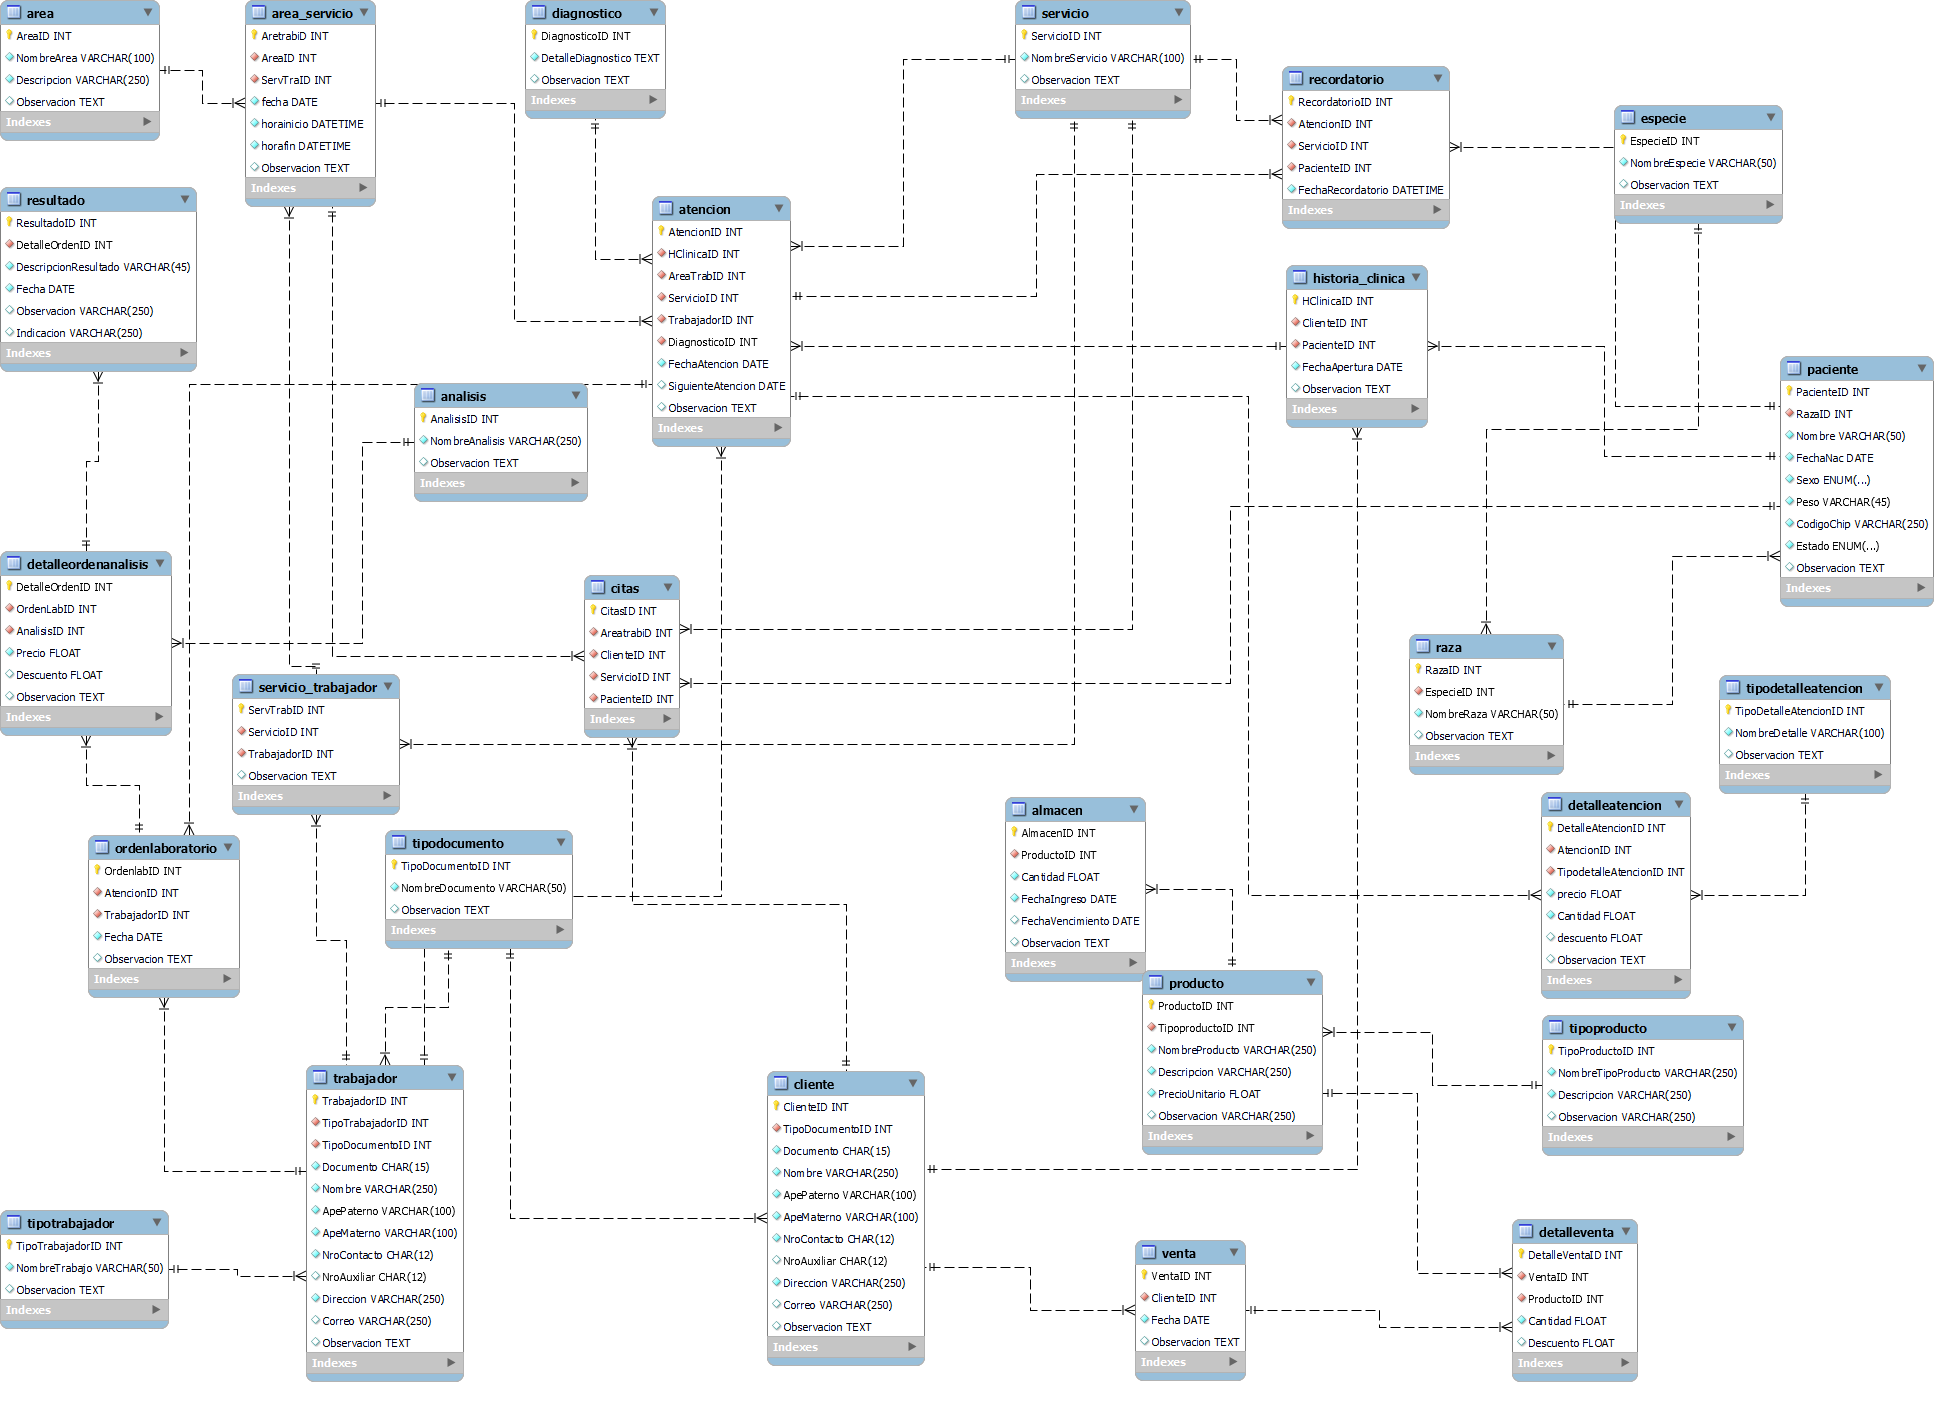 area
AreaID INT
NombreArea VARCHAR(100)
Descripcion VARCHAR(250)
Observacion TEXT
Indexes
area_servicio
AretrabiD INT
AreaID INT
ServTraID INT
fecha DATE
horainicio DATETIME
horafin DATETIME
Observacion TEXT
Indexes
diagnostico
DiagnosticoID INT
DetalleDiagnostico TEXT
Observacion TEXT
Indexes
servicio
ServicioID INT
NombreServicio VARCHAR(100)
Observacion TEXT
Indexes
recordatorio
RecordatorioID INT
AtencionID INT
ServicioID INT
PacienteID INT
FechaRecordatorio DATETIME
Indexes
especie
EspecieID INT
NombreEspecie VARCHAR(50)
Observacion TEXT
Indexes
resultado
ResultadoID INT
DetalleOrdenID INT
DescripcionResultado VARCHAR(45)
Fecha DATE
Observacion VARCHAR(250)
Indicacion VARCHAR(250)
Indexes
atencion
AtencionID INT
HClinicaID INT
AreaTrabID INT
ServicioID INT
TrabajadorID INT
DiagnosticoID INT
FechaAtencion DATE
SiguienteAtencion DATE
Observacion TEXT
Indexes
historia_clinica
HClinicaID INT
ClienteID INT
PacienteID INT
FechaApertura DATE
Observacion TEXT
Indexes
paciente
PacienteID INT
RazaID INT
Nombre VARCHAR(50)
FechaNac DATE
Sexo ENUM(...)
Peso VARCHAR(45)
CodigoChip VARCHAR(250)
Estado ENUM(...)
Observacion TEXT
Indexes
analisis
AnalisisID INT
NombreAnalisis VARCHAR(250)
Observacion TEXT
Indexes
detalleordenanalisis
DetalleOrdenID INT
OrdenLabID INT
AnalisisID INT
Precio FLOAT
Descuento FLOAT
Observacion TEXT
Indexes
citas
CitasID INT
AreatrabiD INT
ClienteID INT
ServicioID INT
PacienteID INT
Indexes
servicio_trabajador
ServTrabID INT
ServicioID INT
TrabajadorID INT
Observacion TEXT
Indexes
raza
RazaID INT
EspecieID INT
NombreRaza VARCHAR(50)
Observacion TEXT
Indexes
tipodetalleatencion
TipoDetalleAtencionID INT
NombreDetalle VARCHAR(100)
Observacion TEXT
Indexes
ordenlaboratorio
OrdenlabID INT
AtencionID INT
TrabajadorID INT
Fecha DATE
Observacion TEXT
Indexes
tipodocumento
TipoDocumentoID INT
NombreDocumento VARCHAR(50)
Observacion TEXT
Indexes
almacen
AlmacenID INT
ProductoID INT
Cantidad FLOAT
FechaIngreso DATE
FechaVencimiento DATE
Observacion TEXT
Indexes
detalleatencion
DetalleAtencionID INT
AtencionID INT
TipodetalleAtencionID INT
precio FLOAT
Cantidad FLOAT
descuento FLOAT
Observacion TEXT
Indexes
producto
ProductoID INT
TipoproductoID INT
NombreProducto VARCHAR(250)
Descripcion VARCHAR(250)
PrecioUnitario FLOAT
Observacion VARCHAR(250)
Indexes
tipoproducto
TipoProductoID INT
NombreTipoProducto VARCHAR(250)
Descripcion VARCHAR(250)
Observacion VARCHAR(250)
Indexes
trabajador
TrabajadorID INT
TipoTrabajadorID INT
TipoDocumentoID INT
Documento CHAR(15)
Nombre VARCHAR(250)
ApePaterno VARCHAR(100)
ApeMaterno VARCHAR(100)
NroContacto CHAR(12)
NroAuxiliar CHAR(12)
Direccion VARCHAR(250)
Correo VARCHAR(250)
Observacion TEXT
Indexes
cliente
ClienteID INT
TipoDocumentoID INT
Documento CHAR(15)
Nombre VARCHAR(250)
ApePaterno VARCHAR(100)
ApeMaterno VARCHAR(100)
NroContacto CHAR(12)
NroAuxiliar CHAR(12)
Direccion VARCHAR(250)
Correo VARCHAR(250)
Observacion TEXT
Indexes
tipotrabajador
TipoTrabajadorID INT
NombreTrabajo VARCHAR(50)
Observacion TEXT
Indexes
venta
VentaID INT
ClienteID INT
Fecha DATE
Observacion TEXT
Indexes
detalleventa
DetalleVentaID INT
VentaID INT
ProductoID INT
Cantidad FLOAT
Descuento FLOAT
Indexes